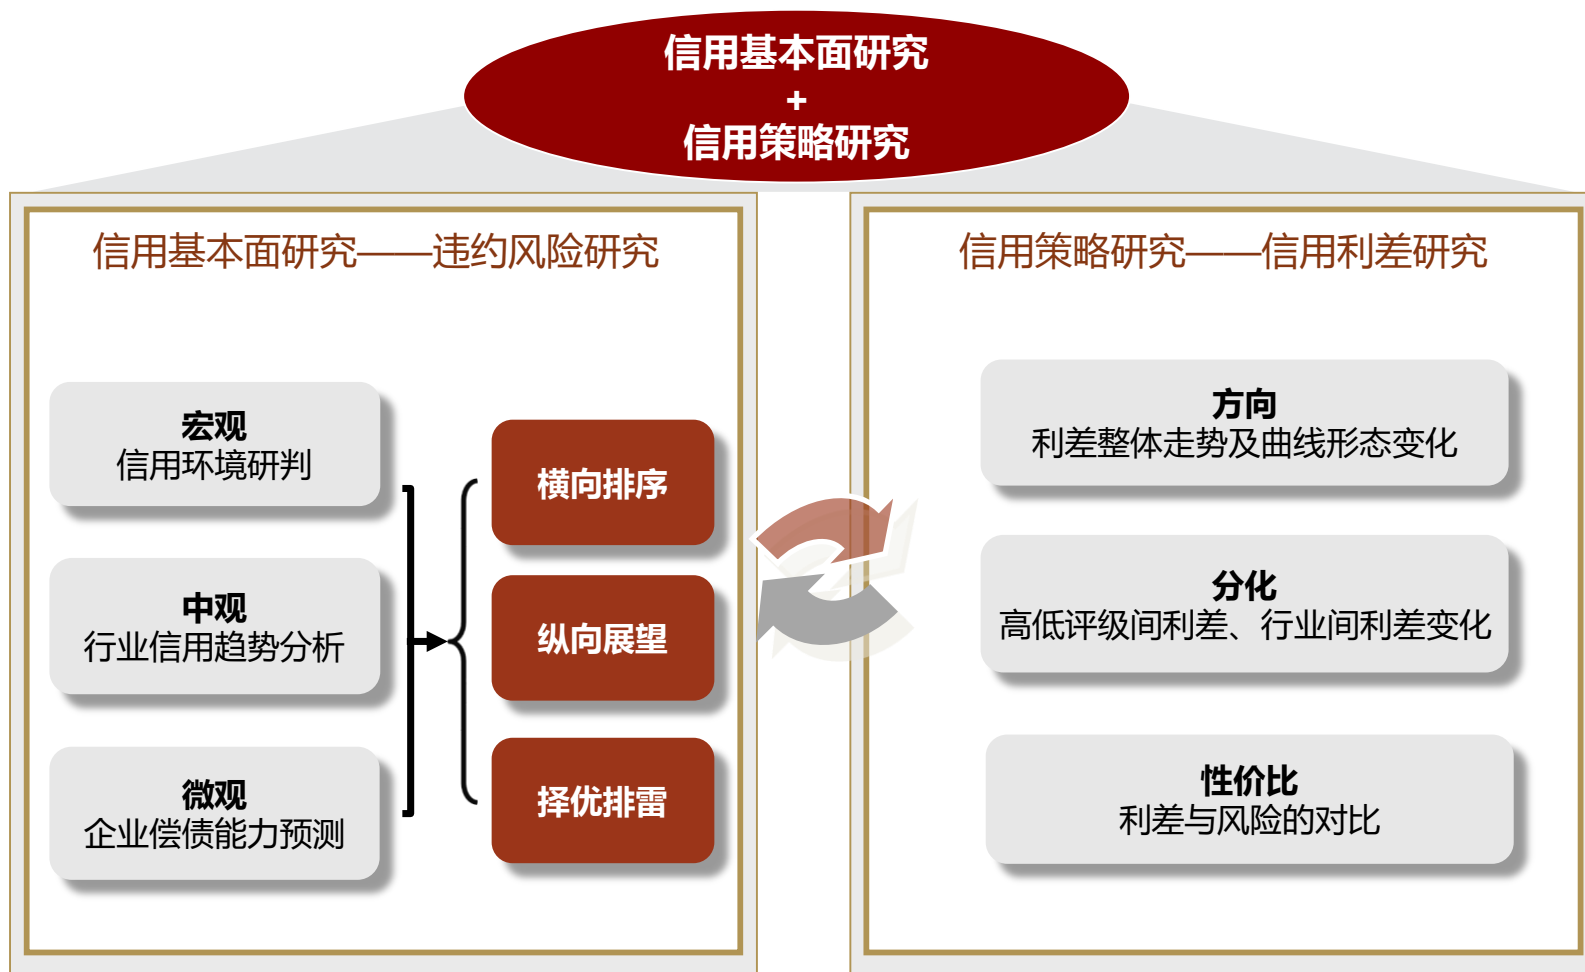 信用基本面研究
+
信用策略研究
信用基本面研究——违约风险研究
宏观
信用环境研判
中观
行业信用趋势分析
微观
企业偿债能力预测
横向排序
纵向展望
择优排雷
信用策略研究——信用利差研究
方向
利差整体走势及曲线形态变化
分化
高低评级间利差、行业间利差变化
性价比
利差与风险的对比